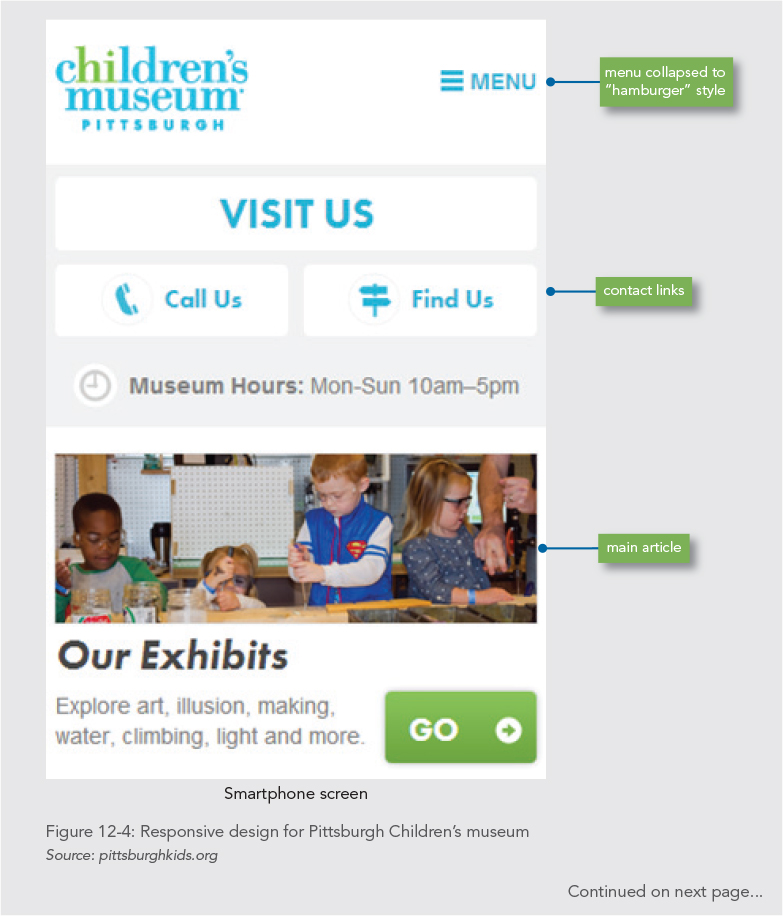 children's
museum
PITTSBURGH
MENU
menu collapsed to
“hamburger” style
VISIT US
Call Us
Find Us
contact links
Museum Hours: Mon-Sun 10am–5pm
main article
Our Exhibits
Explore art, illusion, making,
water, climbing, light and more.
GO
Smartphone screen
Figure 12-4: Responsive design for Pittsburgh Children’s museum
Source: pittsburghkids.org
Continued on next page...